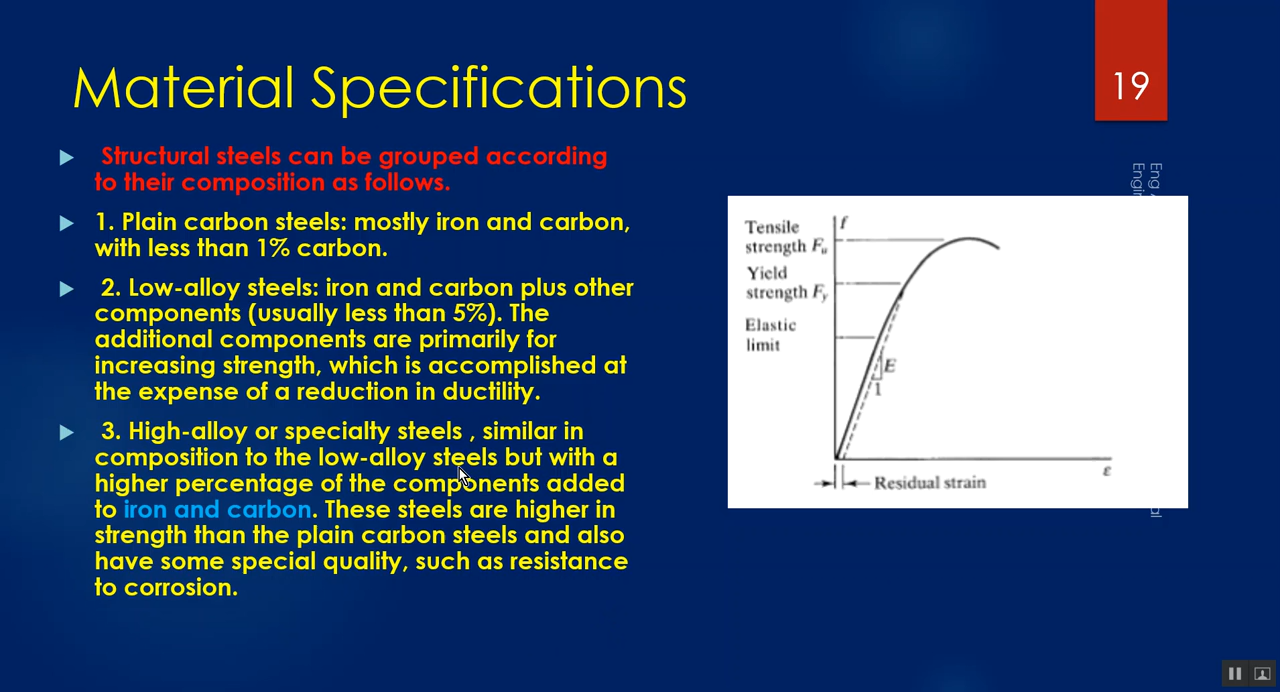 Material Specifications
19
Structural steels can be grouped according
to their composition as follows.
1. Plain carbon steels: mostly iron and carbon,
with less than 1% carbon.
2. Low-alloy steels: iron and carbon plus other
components (usually less than 5%). The
additional components are primarily for
increasing strength, which is accomplished at
the expense of a reduction in ductility.
3. High-alloy or specialty steels , similar in
composition to the low-alloy steels but with a
higher percentage of the components added
to iron and carbon. These steels are higher in
strength than the plain carbon steels and also
have some special quality, such as resistance
to corrosion.
Tensile
strength Fu
Yield
strength Fy
Elastic
limit
f
E
1
ε
Residual strain
Eng